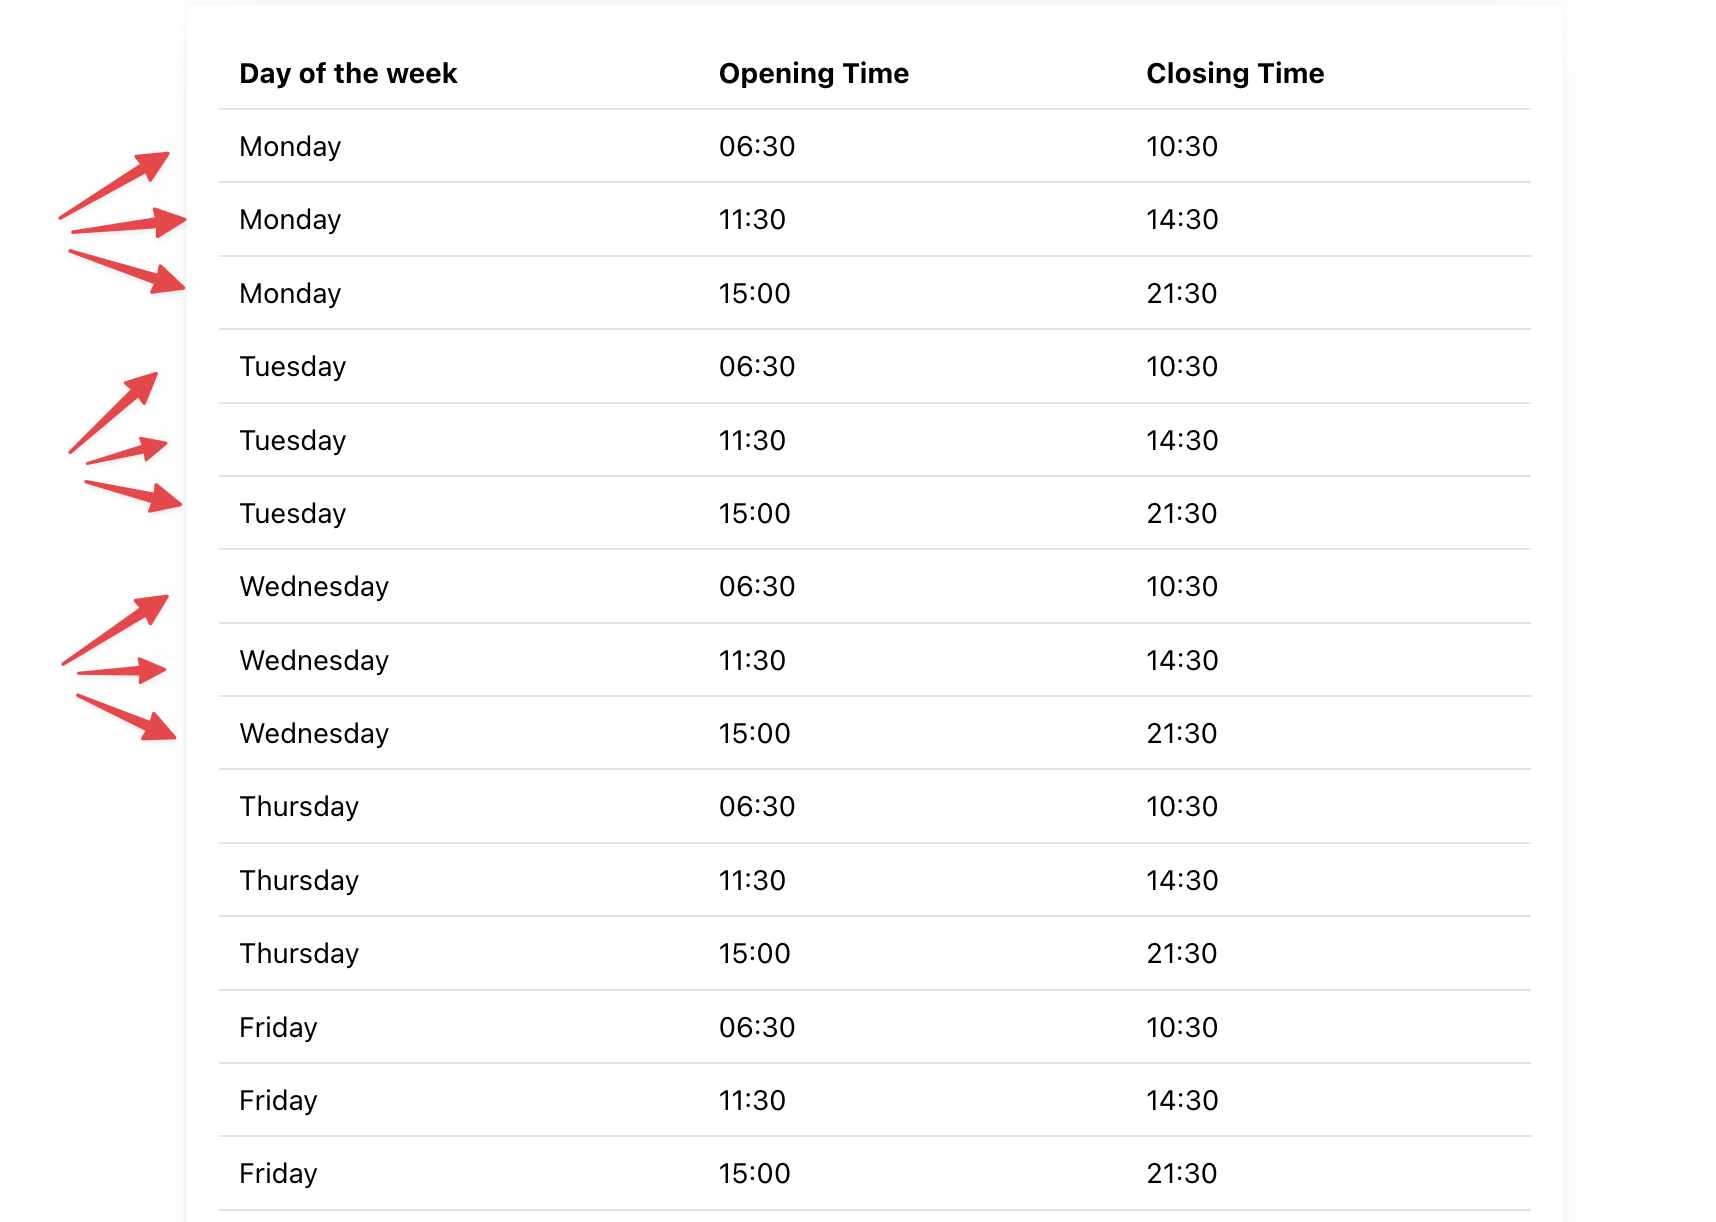 Day of the week Opening Time Closing Time
Monday 06:30 10:30
Monday 11:30 14:30
Monday 15:00 21:30
Tuesday 06:30 10:30
Tuesday 11:30 14:30
Tuesday 15:00 21:30
Wednesday 06:30 10:30
Wednesday 11:30 14:30
Wednesday 15:00 21:30
Thursday 06:30 10:30
Thursday 11:30 14:30
Thursday 15:00 21:30
Friday 06:30 10:30
Friday 11:30 14:30
Friday 15:00 21:30